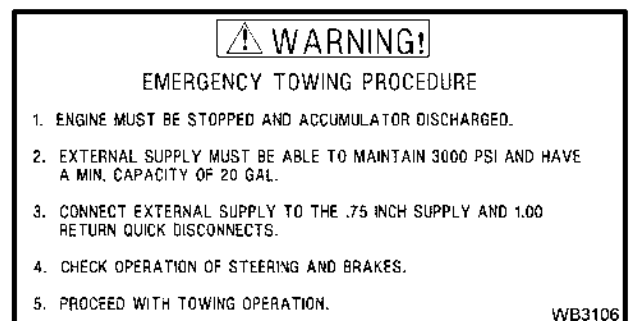 WARNING!
EMERGENCY TOWING PROCEDURE
1. ENGINE MUST BE STOPPED AND ACCUMULATOR DISCHARGED.
2. EXTERNAL SUPPLY MUST BE ABLE TO MAINTAIN 3000 PSI AND HAVE
A MIN. CAPACITY OF 20 GAL.
3. CONNECT EXTERNAL SUPPLY TO THE .75 INCH SUPPLY AND 1.00
RETURN QUICK DISCONNECTS.
4. CHECK OPERATION OF STEERING AND BRAKES.
5. PROCEED WITH TOWING OPERATION.
WB3106